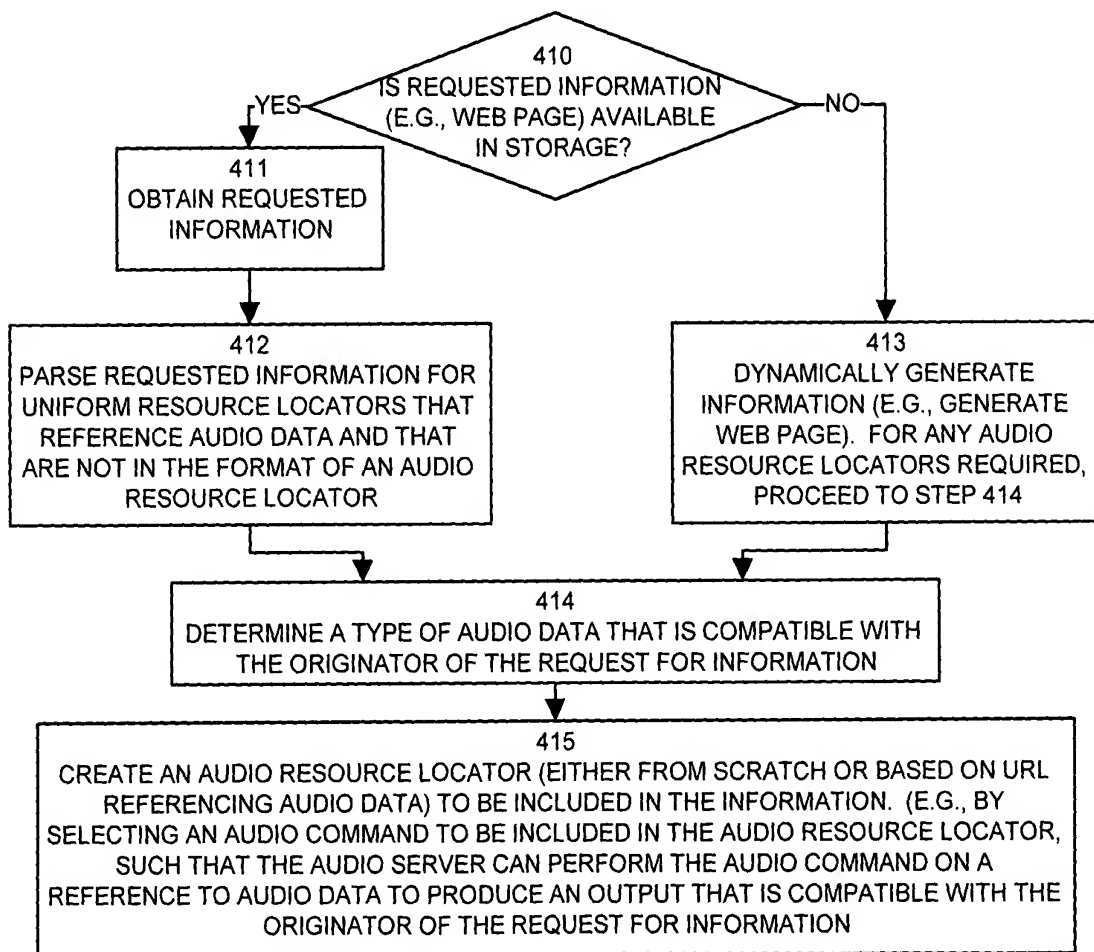 410
IS REQUESTED INFORMATION
(E.G., WEB PAGE) AVAILABLE
IN STORAGE?
YES
NO
411
OBTAIN REQUESTED
INFORMATION
412
PARSE REQUESTED INFORMATION FOR
UNIFORM RESOURCE LOCATORS THAT
REFERENCE AUDIO DATA AND THAT
ARE NOT IN THE FORMAT OF AN AUDIO
RESOURCE LOCATOR
413
DYNAMICALLY GENERATE
INFORMATION (E.G., GENERATE
WEB PAGE). FOR ANY AUDIO
RESOURCE LOCATORS REQUIRED,
PROCEED TO STEP 414
414
DETERMINE A TYPE OF AUDIO DATA THAT IS COMPATIBLE WITH
THE ORIGINATOR OF THE REQUEST FOR INFORMATION
415
CREATE AN AUDIO RESOURCE LOCATOR (EITHER FROM SCRATCH OR BASED ON URL
REFERENCING AUDIO DATA) TO BE INCLUDED IN THE INFORMATION. (E.G., BY
SELECTING AN AUDIO COMMAND TO BE INCLUDED IN THE AUDIO RESOURCE LOCATOR,
SUCH THAT THE AUDIO SERVER CAN PERFORM THE AUDIO COMMAND ON A
REFERENCE TO AUDIO DATA TO PRODUCE AN OUTPUT THAT IS COMPATIBLE WITH THE
ORIGINATOR OF THE REQUEST FOR INFORMATION